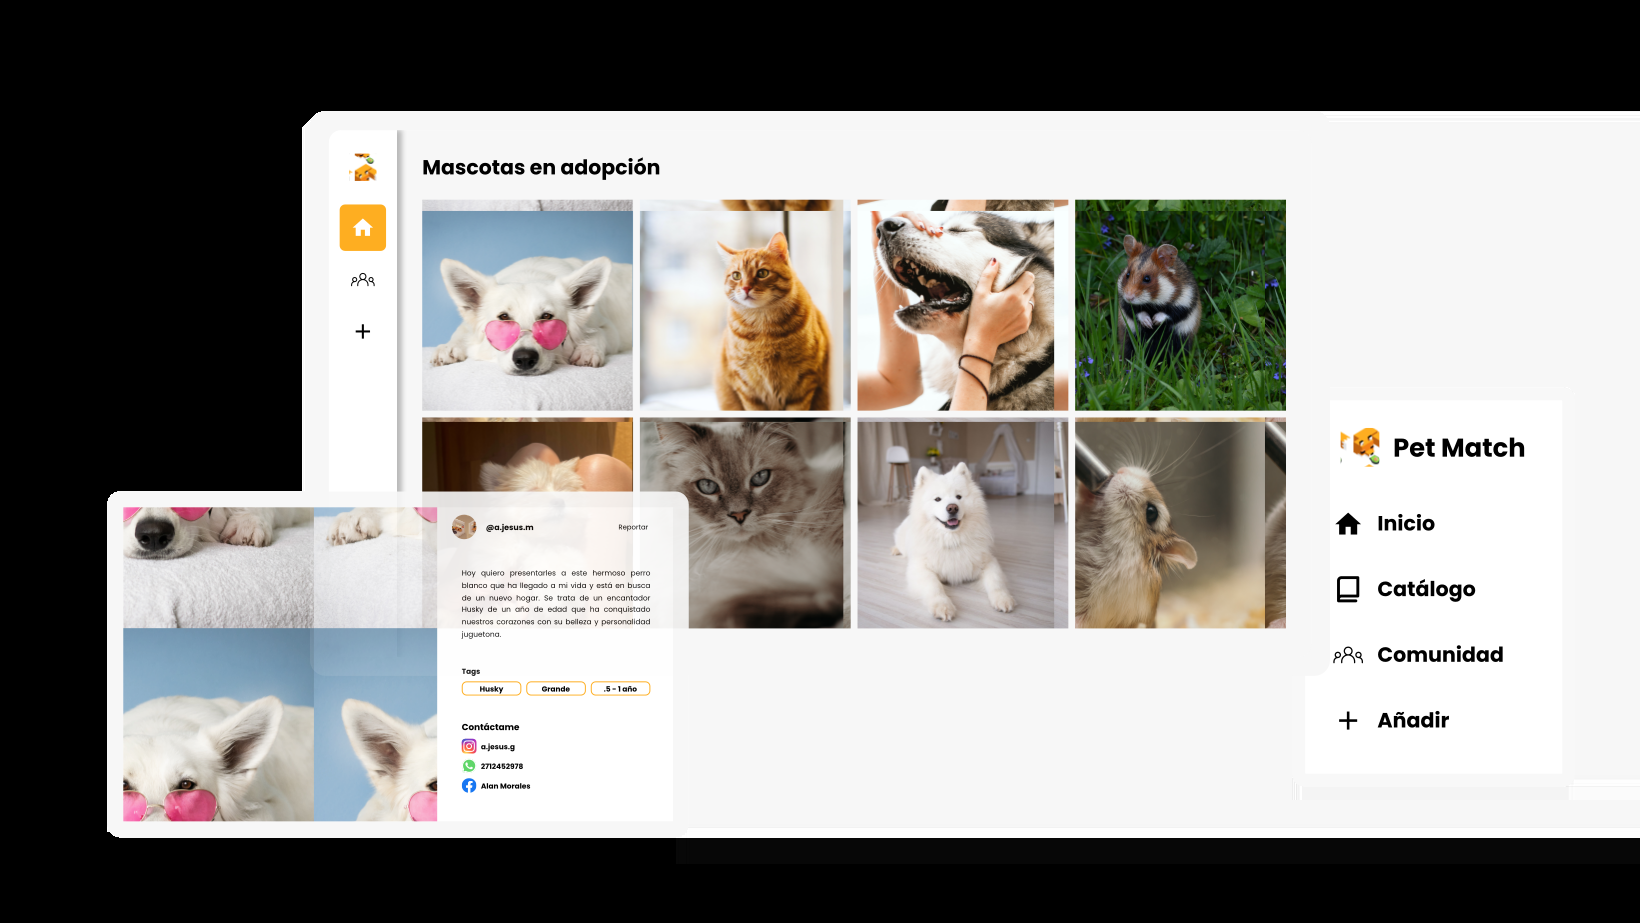 Mascotas en adopción
@a.jesus.m
Reportar
Hoy quiero presentarles a este hermoso perro
blanco que ha llegado a mi vida y está en busca
de un nuevo hogar. Se trata de un encantador
Husky de un año de edad que ha conquistado
nuestros corazones con su belleza y personalidad
juguetona.
Tags
Husky
Grande
.5 - 1 año
Contáctame
a.jesus.g
2712452978
Alan Morales
Pet Match
Inicio
Catálogo
Comunidad
Añadir